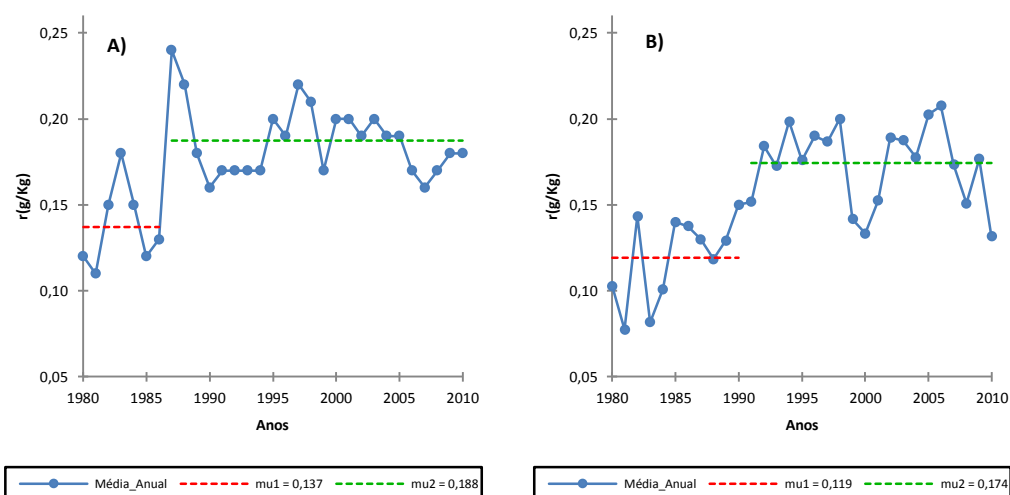 A)
0,25
0,20
0,15
0,10
0,05
r(g/Kg)
1980 1985 1990 1995 2000 2005 2010
Anos
Média_Anual mu1 = 0,137 mu2 = 0,188
B)
0,25
0,20
0,15
0,10
0,05
r(g/Kg)
1980 1985 1990 1995 2000 2005 2010
Anos
Média_Anual mu1 = 0,119 mu2 = 0,174